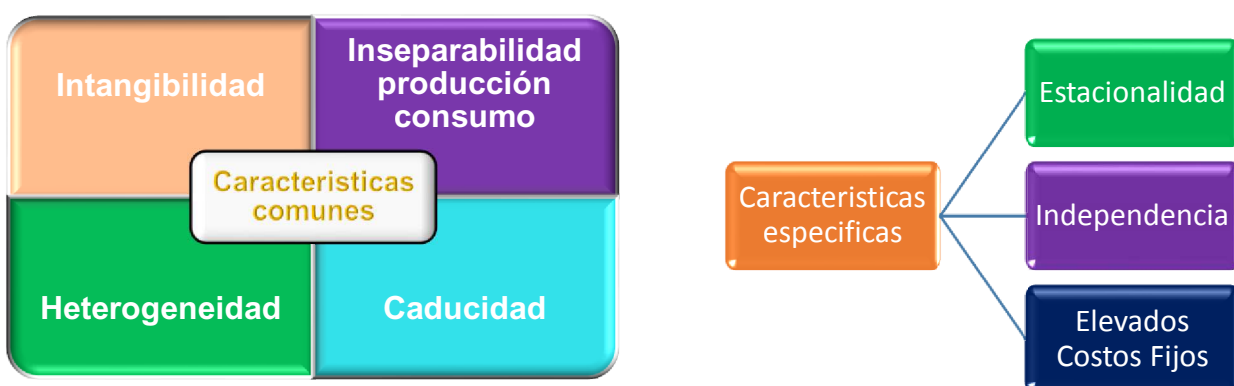 Intangibilidad
Inseparabilidad
producción
consumo
Caracteristicas
comunes
Heterogeneidad
Caducidad
Caracteristicas
especificas
Estacionalidad
Independencia
Elevados
Costos Fijos